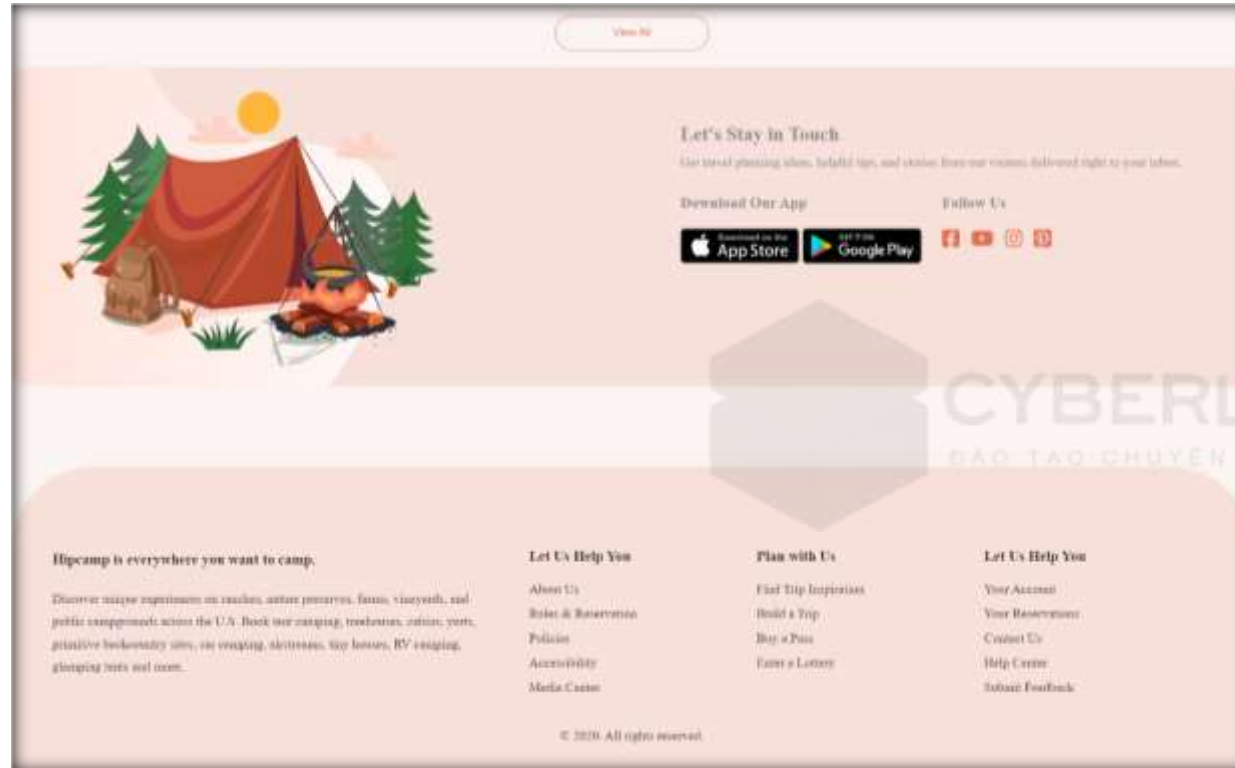 View All
Let's Stay in Touch
Get travel planning ideas, helpful tips, and stories from our visitors delivered right to your inbox.
Download Our App
Follow Us
Download on the
App Store
GET IT ON
Google Play
CYBERL
ĐÀO TẠO CHUYÊN
Hipcamp is everywhere you want to camp.
Discover unique experiences on ranches, nature preserves, farms, vineyards, and
public campgrounds across the U.S. Book tent camping, treehouses, cabins, yurts,
primitive backcountry sites, car camping, airstreams, tiny houses, RV camping,
glamping tents and more.
Let Us Help You
About Us
Rules & Reservation
Policies
Accessibility
Media Center
Plan with Us
Find Trip Inspiration
Build a Trip
Buy a Pass
Enter a Lottery
Let Us Help You
Your Account
Your Reservations
Contact Us
Help Center
Submit Feedback
© 2020. All rights reserved.